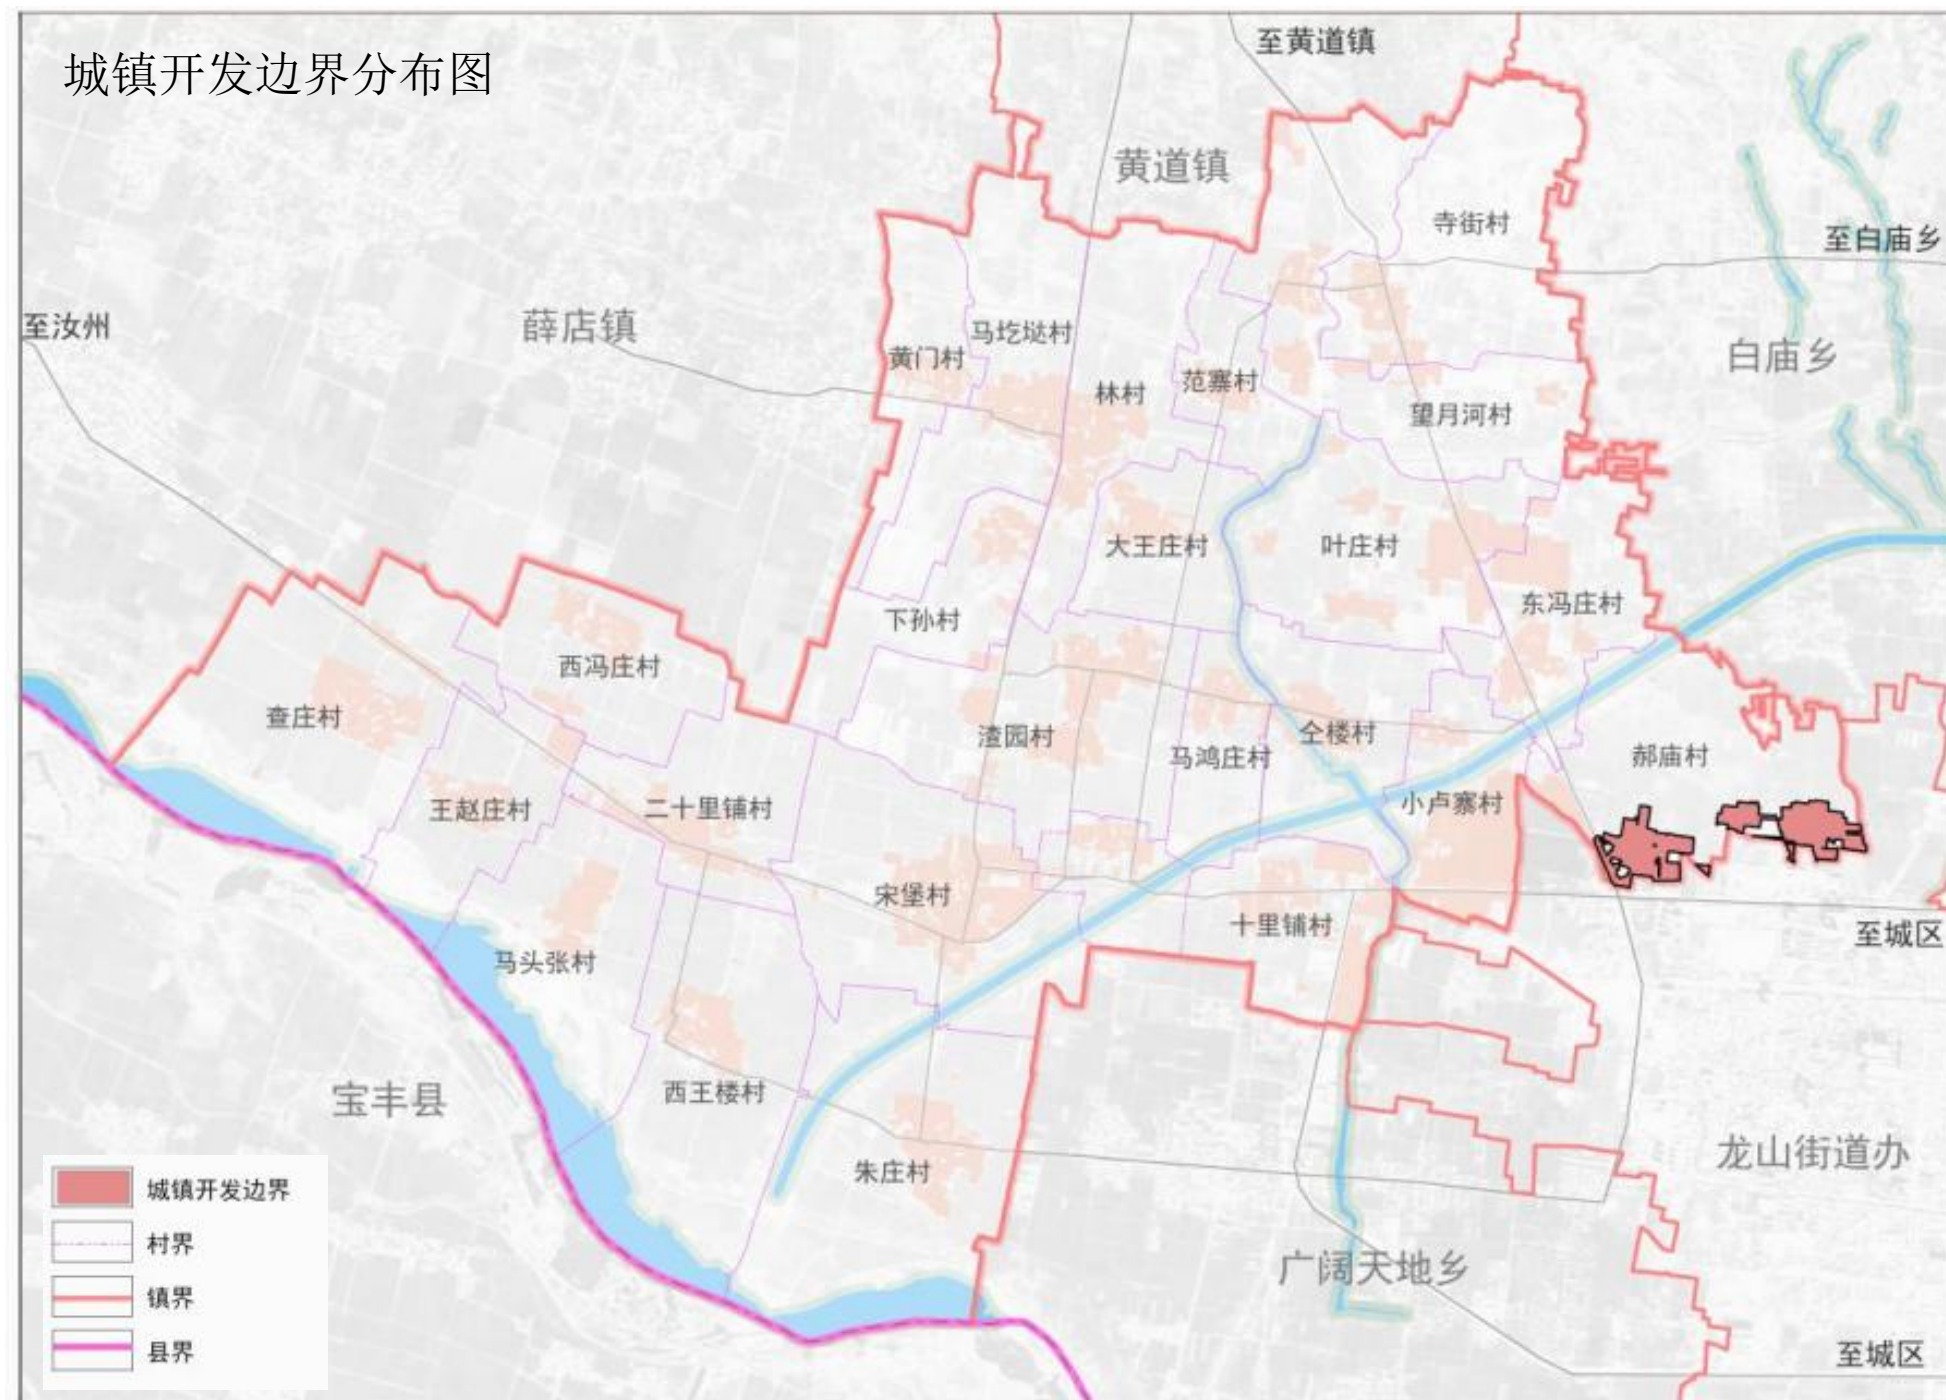 城镇开发边界分布图
至黄道镇
黄道镇
寺街村
至白庙乡
至汝州
薛店镇
马圪垯村
黄门村
白庙乡
范寨村
林村
望月河村
大王庄村
叶庄村
东冯庄村
下孙村
西冯庄村
查庄村
渣园村
仝楼村
马鸿庄村
郝庙村
王赵庄村
二十里铺村
小卢寨村
宋堡村
十里铺村
至城区
马头张村
宝丰县
西王楼村
朱庄村
龙山街道办
广阔天地乡
至城区
城镇开发边界
村界
镇界
县界